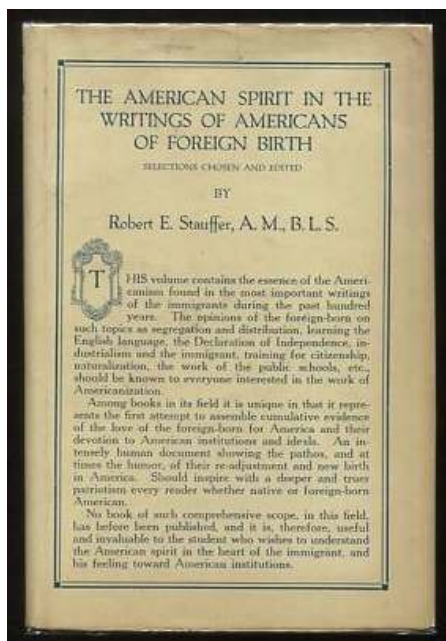 THE AMERICAN SPIRIT IN THE
WRITINGS OF AMERICANS
OF FOREIGN BIRTH
SELECTIONS CHOSEN AND EDITED
BY
Robert E. Stauffer, A. M., B. L. S.
THIS volume contains the essence of the Ameri-
canism found in the most important writings
of the immigrants during the past hundred
years. The opinions of the foreign-born on
such topics as segregation and distribution, learning the
English language, the Declaration of Independence, in-
dustrialism and the immigrant, training for citizenship,
naturalization, the work of the public schools, etc.,
should be known to everyone interested in the work of
Americanization.
Among books in its field it is unique in that it repre-
sents the first attempt to assemble cumulative evidence
of the love of the foreign-born for America and their
devotion to American institutions and ideals. An in-
tensely human document showing the pathos, and at
times the humor, of their re-adjustment and new birth
in America. Should inspire with a deeper and truer
patriotism every reader whether native or foreign-born
American.
No book of such comprehensive scope, in this field,
has before been published, and it is, therefore, useful
and invaluable to the student who wishes to understand
the American spirit in the heart of the immigrant, and
his feeling toward American institutions.